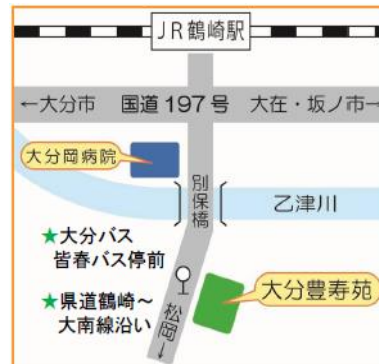 JR鶴崎駅
←大分市 国道197号 大在・坂ノ市→
大分岡病院
別保橋
乙津川
★大分バス
皆春バス停前
大分豊寿苑
★県道鶴崎～
大南線沿い
松岡→